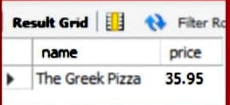 Result Grid Filter Ro
name price
The Greek Pizza 35.95